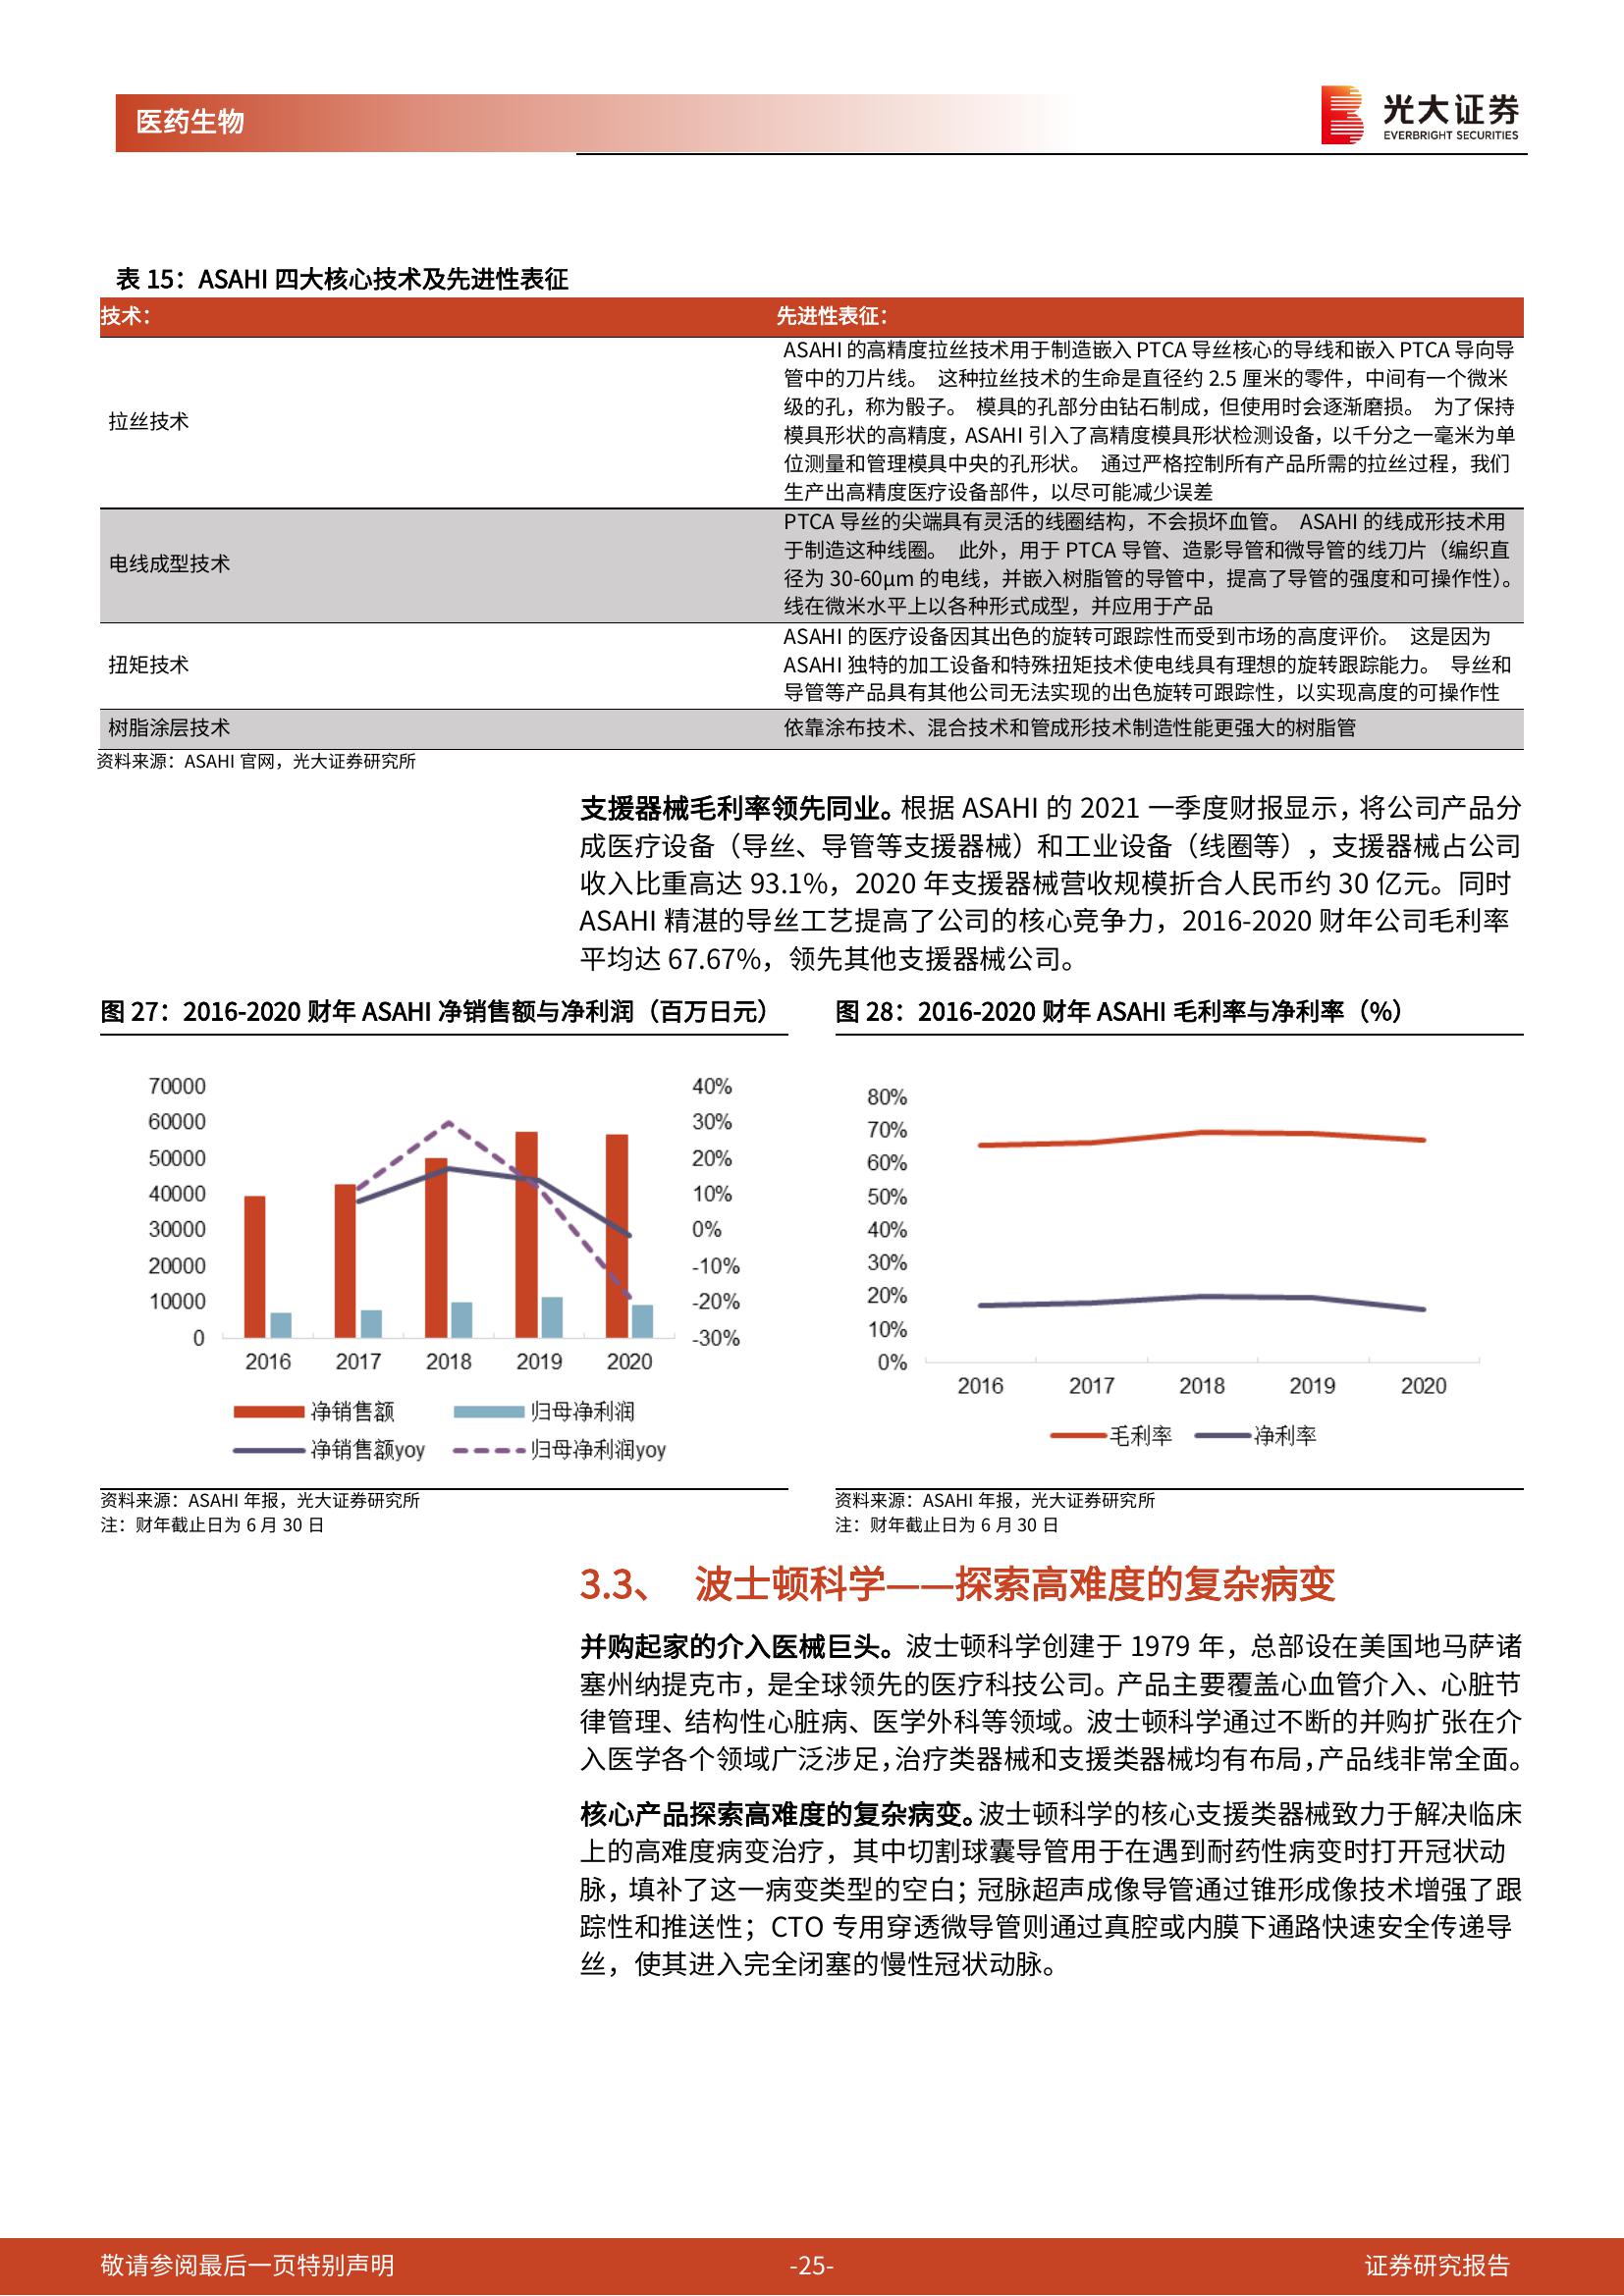 医药生物
光大证券
EVERBRIGHT SECURITIES
表 15：ASAHI 四大核心技术及先进性表征
技术：
先进性表征：
拉丝技术
ASAHI 的高精度拉丝技术用于制造嵌入 PTCA 导丝核心的导线和嵌入 PTCA 导向导
管中的刀片线。 这种拉丝技术的生命是直径约 2.5 厘米的零件，中间有一个微米
级的孔，称为骰子。 模具的孔部分由钻石制成，但使用时会逐渐磨损。 为了保持
模具形状的高精度，ASAHI 引入了高精度模具形状检测设备，以千分之一毫米为单
位测量和管理模具中央的孔形状。 通过严格控制所有产品所需的拉丝过程，我们
生产出高精度医疗设备部件，以尽可能减少误差
电线成型技术
PTCA 导丝的尖端具有灵活的线圈结构，不会损坏血管。 ASAHI 的线成形技术用
于制造这种线圈。 此外，用于 PTCA 导管、造影导管和微导管的线刀片（编织直
径为 30-60μm 的电线，并嵌入树脂管的导管中，提高了导管的强度和可操作性）。
线在微米水平上以各种形式成型，并应用于产品
扭矩技术
ASAHI 的医疗设备因其出色的旋转可跟踪性而受到市场的高度评价。 这是因为
ASAHI 独特的加工设备和特殊扭矩技术使电线具有理想的旋转跟踪能力。 导丝和
导管等产品具有其他公司无法实现的出色旋转可跟踪性，以实现高度的可操作性
树脂涂层技术
依靠涂布技术、混合技术和管成形技术制造性能更强大的树脂管
资料来源：ASAHI 官网，光大证券研究所
支援器械毛利率领先同业。根据 ASAHI 的 2021 一季度财报显示，将公司产品分
成医疗设备（导丝、导管等支援器械）和工业设备（线圈等），支援器械占公司
收入比重高达 93.1%，2020 年支援器械营收规模折合人民币约 30 亿元。同时
ASAHI 精湛的导丝工艺提高了公司的核心竞争力，2016-2020 财年公司毛利率
平均达 67.67%，领先其他支援器械公司。
图 27：2016-2020 财年 ASAHI 净销售额与净利润（百万日元）
70000
60000
50000
40000
30000
20000
10000
0
40%
30%
20%
10%
0%
-10%
-20%
-30%
2016 2017 2018 2019 2020
净销售额 归母净利润
净销售额yoy 归母净利润yoy
资料来源：ASAHI 年报，光大证券研究所
注：财年截止日为 6 月 30 日
图 28：2016-2020 财年 ASAHI 毛利率与净利率（%）
80%
70%
60%
50%
40%
30%
20%
10%
0%
2016 2017 2018 2019 2020
毛利率 净利率
资料来源：ASAHI 年报，光大证券研究所
注：财年截止日为 6 月 30 日
3.3、 波士顿科学——探索高难度的复杂病变
并购起家的介入医械巨头。波士顿科学创建于 1979 年，总部设在美国地马萨诸
塞州纳提克市，是全球领先的医疗科技公司。产品主要覆盖心血管介入、心脏节
律管理、结构性心脏病、医学外科等领域。波士顿科学通过不断的并购扩张在介
入医学各个领域广泛涉足，治疗类器械和支援类器械均有布局，产品线非常全面。
核心产品探索高难度的复杂病变。波士顿科学的核心支援类器械致力于解决临床
上的高难度病变治疗，其中切割球囊导管用于在遇到耐药性病变时打开冠状动
脉，填补了这一病变类型的空白；冠脉超声成像导管通过锥形成像技术增强了跟
踪性和推送性；CTO 专用穿透微导管则通过真腔或内膜下通路快速安全传递导
丝，使其进入完全闭塞的慢性冠状动脉。
敬请参阅最后一页特别声明
-25-
证券研究报告